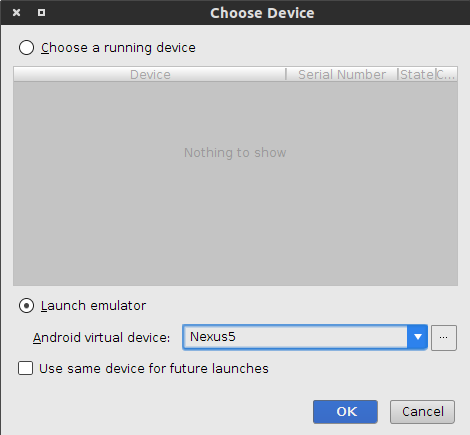 Choose Device
Choose a running device
Device Serial Number State C...
Nothing to show
Launch emulator
Android virtual device: Nexus5 ...
Use same device for future launches
OK Cancel